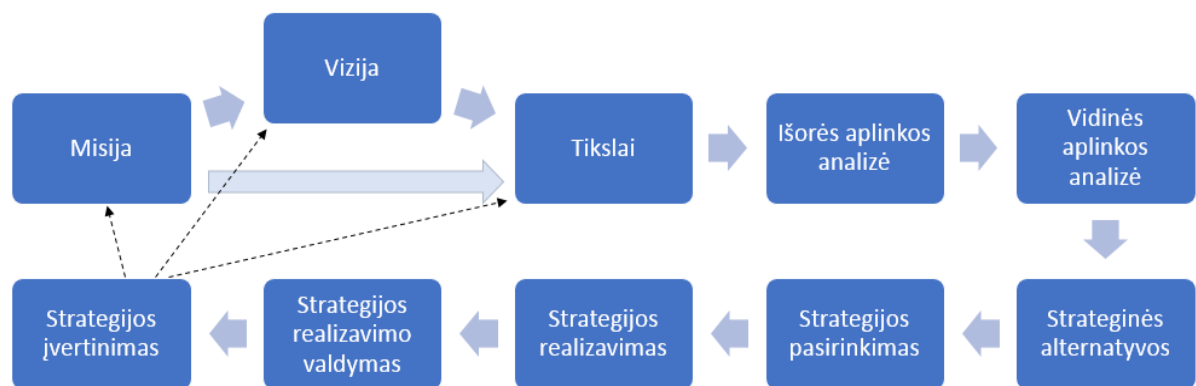 Vizija
Misija
Tikslai
Išorės aplinkos
analizė
Vidinės
aplinkos
analizė
Strategijos
įvertinimas
Strategijos
realizavimo
valdymas
Strategijos
realizavimas
Strategijos
pasirinkimas
Strateginės
alternatyvos